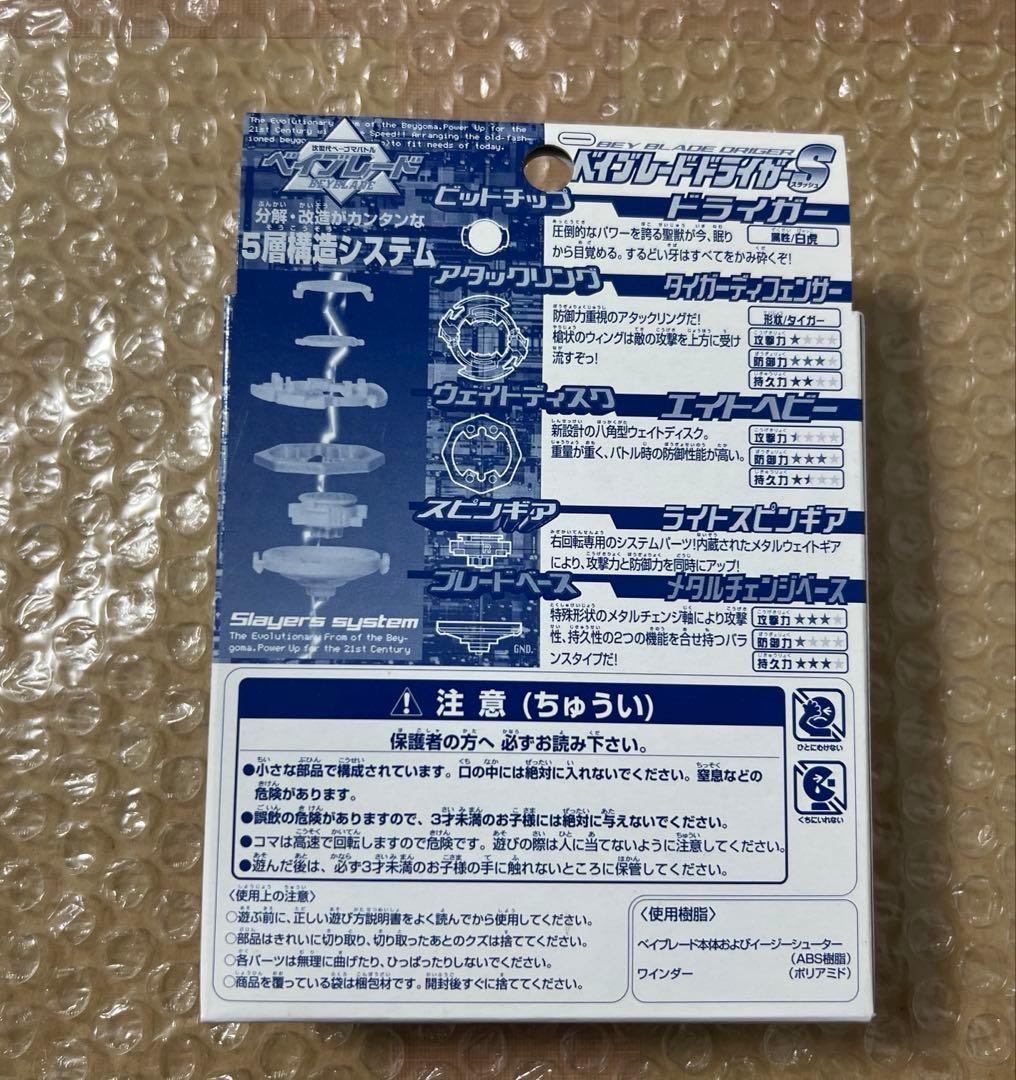 The Evolutionary From of the Beygoma.Power Up for the
21st Century wi Speed!! Arranging the old-fash-
ioned beygo to fit needs of today.
次世代ベーゴマバトル
ベイブレード
BEYBLADE
分解・改造がカンタンな
5層構造システム
Slayers system
The Evolutionary From of the Bey-
goma.Power Up for the 21st Century
BEY BLADE DRIGER
ベイブレードドライガーS
スラッシュ
ビットチップ
ドライガー
圧倒的なパワーを誇る聖獣が今、眠り
から目覚める。するどい牙はすべてをかみ砕くぞ!
属性/白虎
アタックリング
タイガーディフェンサー
防御力重視のアタックリングだ!
槍状のウィングは敵の攻撃を上方に受け
流すぞっ!
形状/タイガー
攻撃力 ★☆☆☆
防御力 ★★★☆
持久力 ★★☆☆
ウェイトディスク
エイトヘビー
新設計の八角型ウェイトディスク。
重量が重く、バトル時の防御性能が高い。
攻撃力
防御力 ★★★☆
持久力
スピンギア
ライトスピンギア
右回転専用のシステムパーツ!内蔵されたメタルウェイトギア
により、攻撃力と防御力を同時にアップ!
ブレードベース
メタルチェンジベース
特殊形状のメタルチェンジ軸により攻撃
性、持久性の2つの機能を合せ持つバラ
ンスタイプだ!
GND.
攻撃力 ★★★☆
防御力 ★☆☆☆
持久力 ★★★☆
注意(ちゅうい)
保護者の方へ 必ずお読み下さい。
●小さな部品で構成されています。口の中には絶対に入れないでください。窒息などの
危険があります。
●誤飲の危険がありますので、3才未満のお子様には絶対に与えないでください。
●コマは高速で回転しますので危険です。遊びの際は人に当てないように注意してください。
●遊んだ後は、必ず3才未満のお子様の手に触れないところに保管してください。
ひとにむけない
くちにいれない
〈使用上の注意〉
○遊ぶ前に、正しい遊び方説明書をよく読んでから使用してください。
○部品はきれいに切り取り、切り取ったあとのクズは捨ててください。
○各パーツは無理に曲げたり、ひっぱったりしないでください。
○商品を覆っている袋は梱包材です。開封後すぐに捨ててください。
〈使用樹脂〉
ベイブレード本体およびイージーシューター
(ABS樹脂)
ワインダー (ポリアミド)